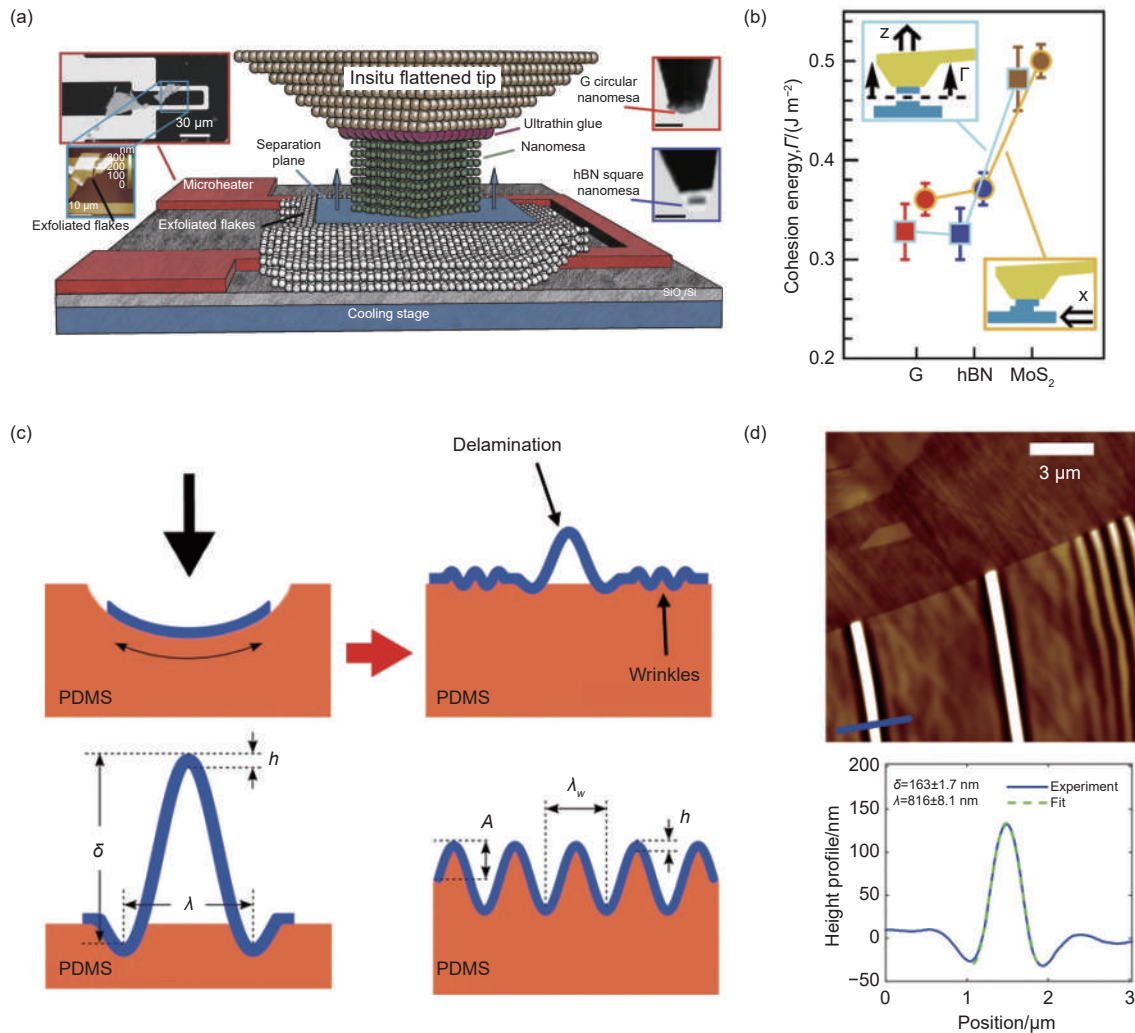 (a)
Insitu flattened tip
G circular
nanomesa
30 μm
Ultrathin glue
Separation
plane
Nanomesa
nm
300
200
100
0
hBN square
nanomesa
Microheater
10 μm
Exfoliated flakes
Exfoliated flakes
SiO /Si
Cooling stage
(b)
Cohesion energy,Γ/(J m⁻²)
0.5
0.4
0.3
0.2
z
Γ
x
G
hBN
MoS₂
(c)
Delamination
PDMS
Wrinkles
PDMS
h
δ
λ
PDMS
λw
A
h
PDMS
(d)
3 μm
Height profile/nm
200
150
100
50
0
−50
δ=163±1.7 nm
λ=816±8.1 nm
Experiment
Fit
0
1
2
3
Position/μm